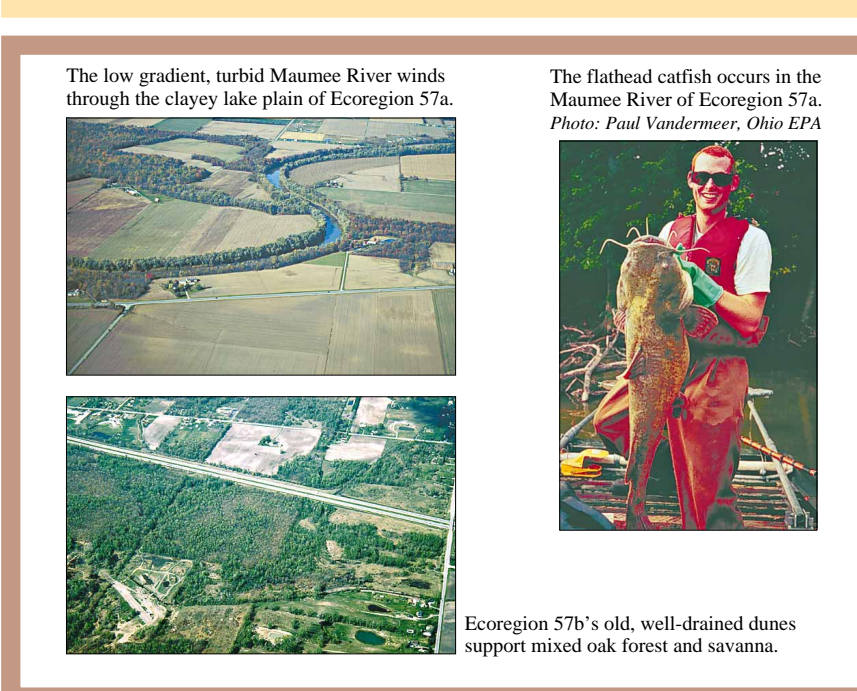 The low gradient, turbid Maumee River winds
through the clayey lake plain of Ecoregion 57a.
The flathead catfish occurs in the
Maumee River of Ecoregion 57a.
Photo: Paul Vandermeer, Ohio EPA
Ecoregion 57b's old, well-drained dunes
support mixed oak forest and savanna.